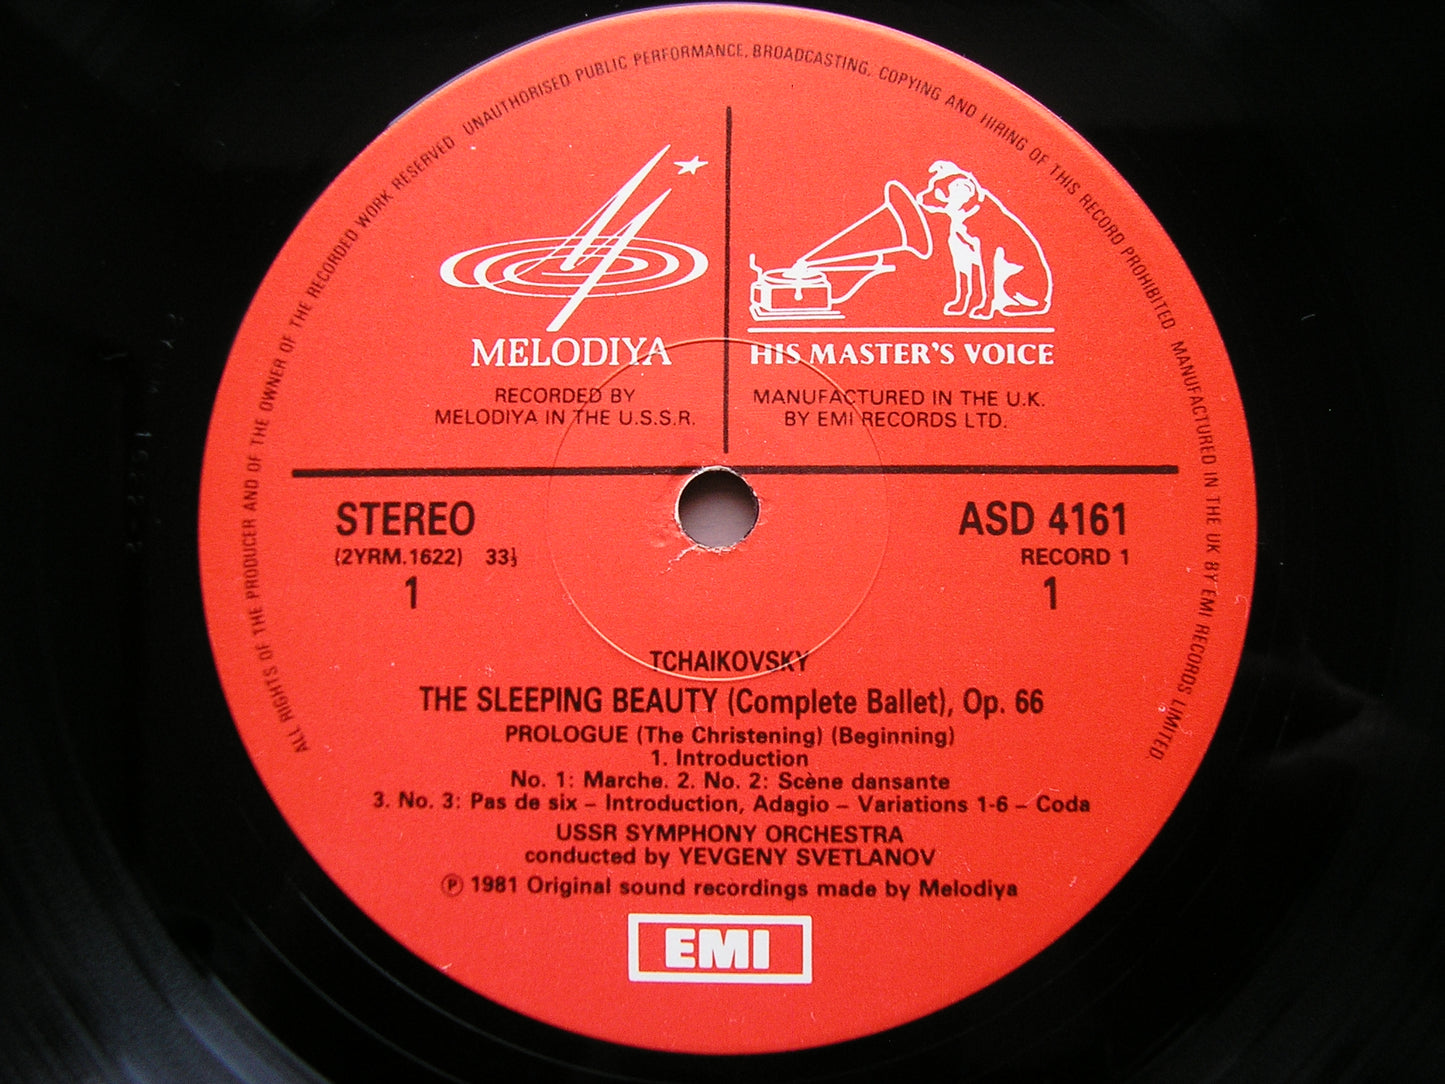 ALL RIGHTS OF THE PRODUCER AND OF THE OWNER OF THE RECORDED WORK RESERVED UNAUTHORISED PUBLIC PERFORMANCE, BROADCASTING, COPYING AND HIRING OF THIS RECORD PROHIBITED MANUFACTURED IN THE UK BY EMI RECORDS LIMITED.
MELODIYA
RECORDED BY
MELODIYA IN THE U.S.S.R.
HIS MASTER'S VOICE
MANUFACTURED IN THE U.K.
BY EMI RECORDS LTD.
STEREO
(2YRM.1622) 33⅓
1
ASD 4161
RECORD 1
1
TCHAIKOVSKY
THE SLEEPING BEAUTY (Complete Ballet), Op. 66
PROLOGUE (The Christening) (Beginning)
1. Introduction
No. 1: Marche. 2. No. 2: Scène dansante
3. No. 3: Pas de six – Introduction, Adagio – Variations 1-6 – Coda
USSR SYMPHONY ORCHESTRA
conducted by YEVGENY SVETLANOV
℗ 1981 Original sound recordings made by Melodiya
EMI